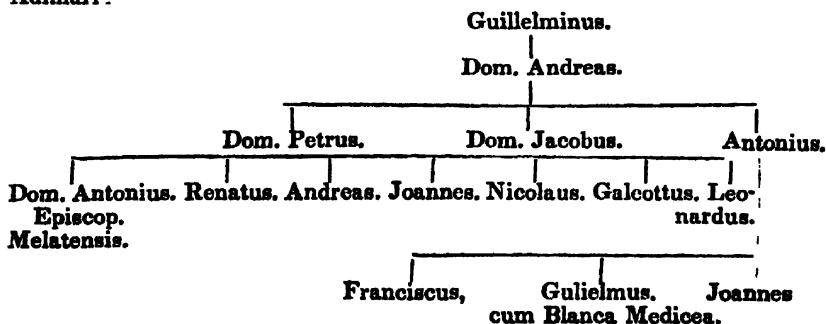 Guillelminus.
Dom. Andreas.
Dom. Petrus. Dom. Jacobus. Antonius.
Dom. Antonius. Renatus. Andreas. Joannes. Nicolaus. Galcottus. Leo-
Episcop. nardus.
Melatensis.
Franciscus, Gulielmus. Joannes
cum Blanca Medicea.